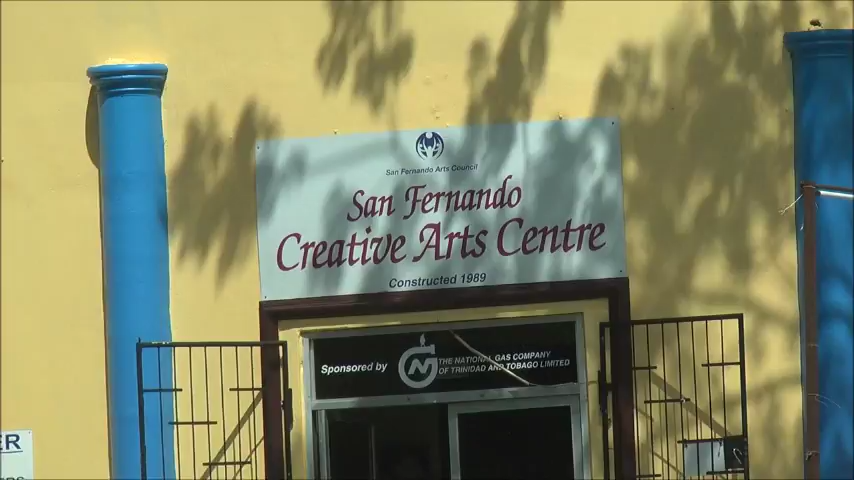 San Fernando Arts Council
San Fernando
Creative Arts Centre
Constructed 1989
Sponsored by
THE NATIONAL GAS COMPANY
OF TRINIDAD AND TOBAGO LIMITED
ER